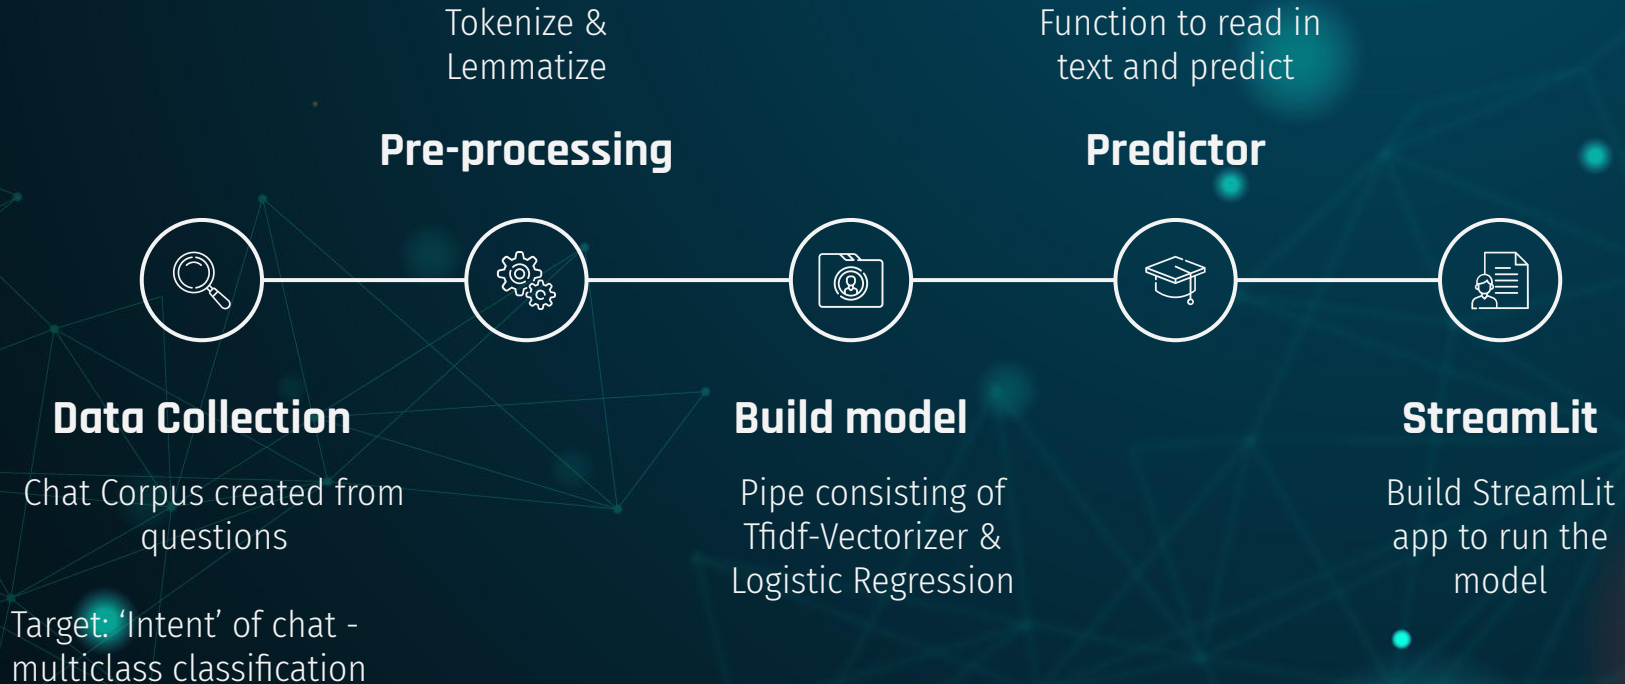 Tokenize &
Lemmatize
Function to read in
text and predict
Pre-processing
Predictor
Data Collection
Chat Corpus created from
questions
Target: ‘Intent’ of chat -
multiclass classification
Build model
Pipe consisting of
Tfidf-Vectorizer &
Logistic Regression
StreamLit
Build StreamLit
app to run the
model